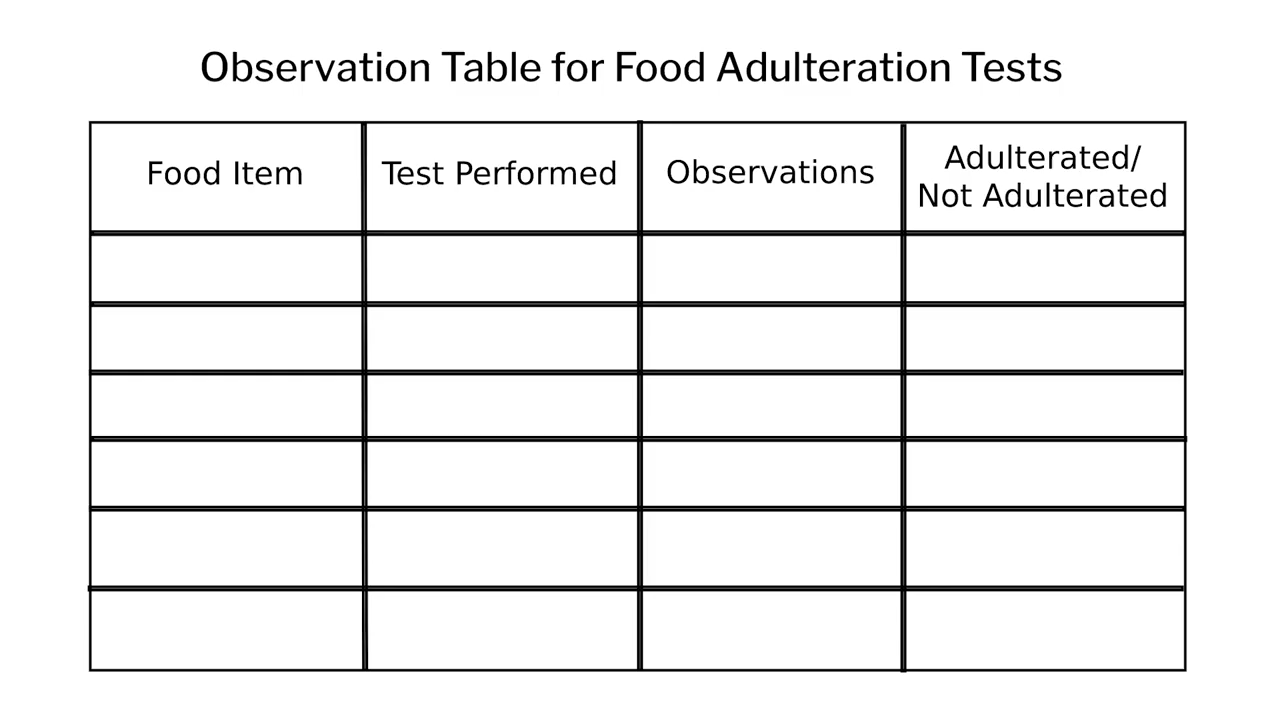 Observation Table for Food Adulteration Tests
Food Item
Test Performed
Observations
Adulterated/
Not Adulterated